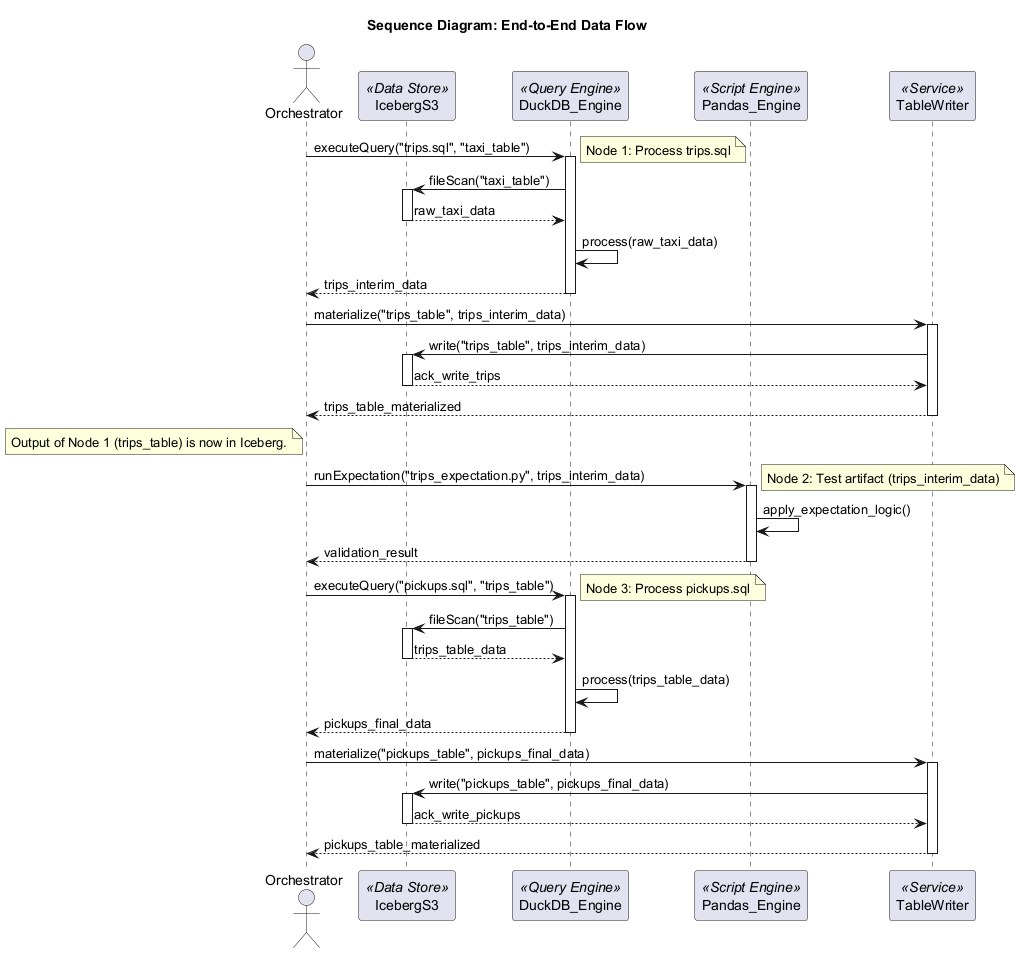 Sequence Diagram: End-to-End Data Flow
Orchestrator
«Data Store»
IcebergS3
«Query Engine»
DuckDB_Engine
«Script Engine»
Pandas_Engine
«Service»
TableWriter
executeQuery("trips.sql", "taxi_table")
Node 1: Process trips.sql
fileScan("taxi_table")
raw_taxi_data
process(raw_taxi_data)
trips_interim_data
materialize("trips_table", trips_interim_data)
write("trips_table", trips_interim_data)
ack_write_trips
trips_table_materialized
Output of Node 1 (trips_table) is now in Iceberg.
runExpectation("trips_expectation.py", trips_interim_data)
Node 2: Test artifact (trips_interim_data)
apply_expectation_logic()
validation_result
executeQuery("pickups.sql", "trips_table")
Node 3: Process pickups.sql
fileScan("trips_table")
trips_table_data
process(trips_table_data)
pickups_final_data
materialize("pickups_table", pickups_final_data)
write("pickups_table", pickups_final_data)
ack_write_pickups
pickups_table_materialized
Orchestrator
«Data Store»
IcebergS3
«Query Engine»
DuckDB_Engine
«Script Engine»
Pandas_Engine
«Service»
TableWriter